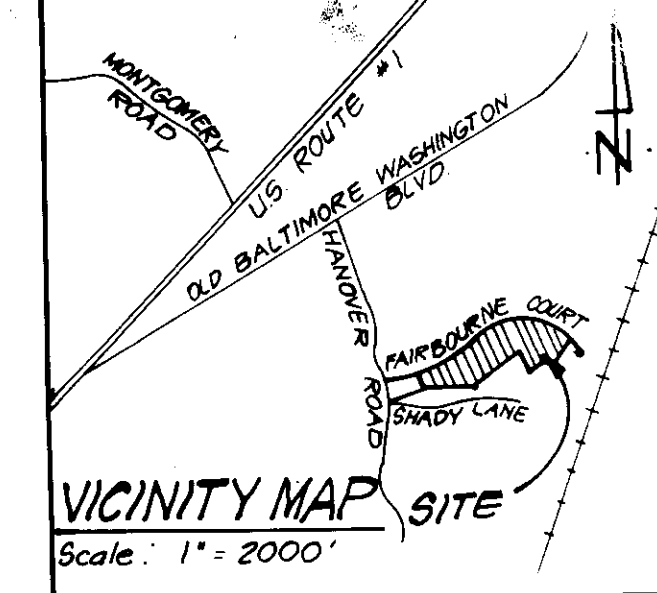 MONTGOMERY
ROAD
U.S. ROUTE #1
OLD BALTIMORE WASHINGTON
BLVD.
N
HANOVER
ROAD
FAIRBOURNE COURT
SHADY LANE
VICINITY MAP
SITE
Scale: 1" = 2000'